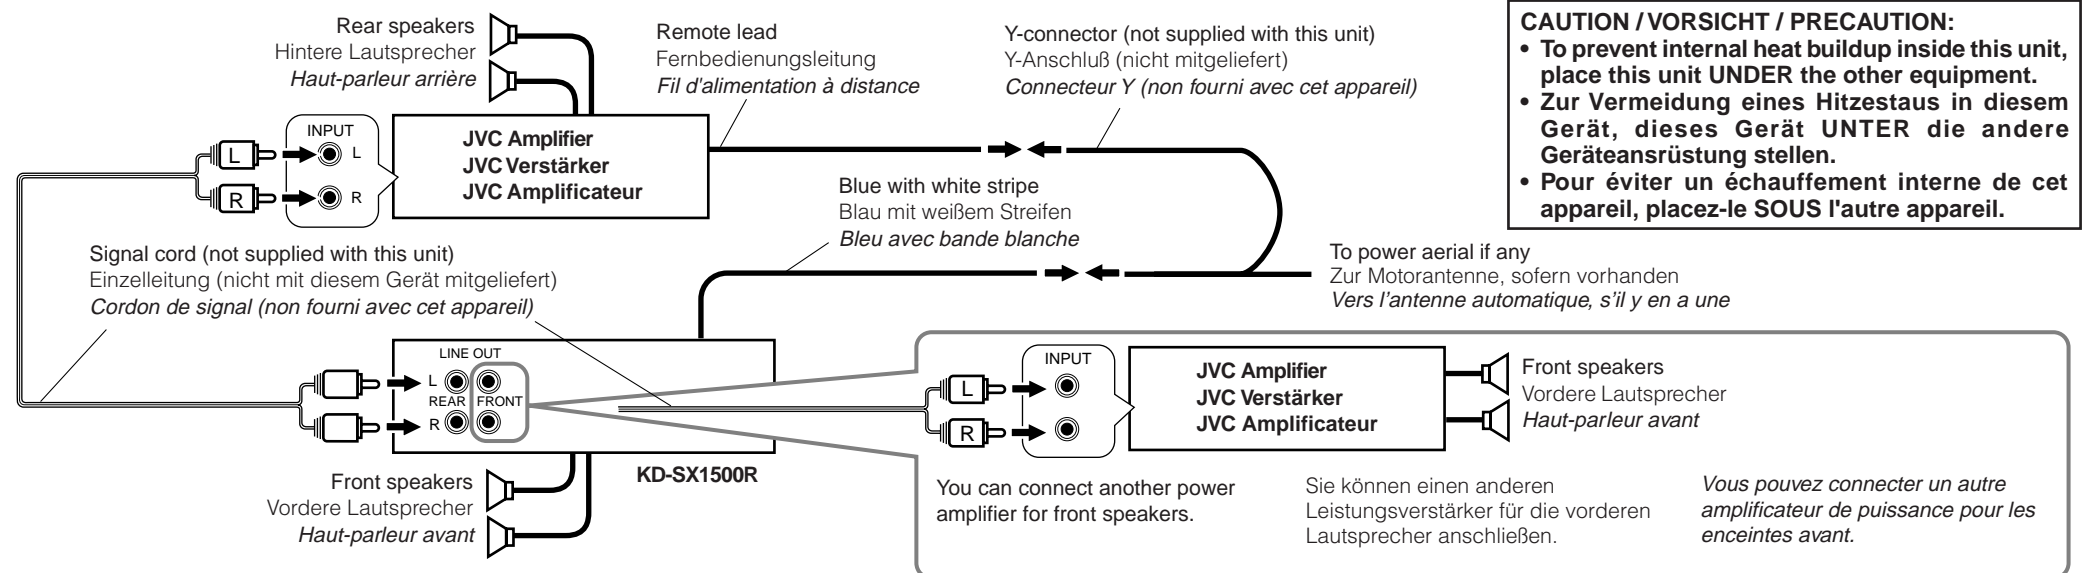 Rear speakers
Hintere Lautsprecher
Haut-parleur arrière
Remote lead
Fernbedienungsleitung
Fil d'alimentation à distance
Y-connector (not supplied with this unit)
Y-Anschluß (nicht mitgeliefert)
Connecteur Y (non fourni avec cet appareil)
CAUTION / VORSICHT / PRECAUTION:
• To prevent internal heat buildup inside this unit,
place this unit UNDER the other equipment.
• Zur Vermeidung eines Hitzestaus in diesem
Gerät, dieses Gerät UNTER die andere
Geräteansrüstung stellen.
• Pour éviter un échauffement interne de cet
appareil, placez-le SOUS l'autre appareil.
INPUT
L
L
R
R
JVC Amplifier
JVC Verstärker
JVC Amplificateur
Blue with white stripe
Blau mit weißem Streifen
Bleu avec bande blanche
Signal cord (not supplied with this unit)
Einzelleitung (nicht mit diesem Gerät mitgeliefert)
Cordon de signal (non fourni avec cet appareil)
To power aerial if any
Zur Motorantenne, sofern vorhanden
Vers l'antenne automatique, s'il y en a une
LINE OUT
L
REAR FRONT
R
KD-SX1500R
Front speakers
Vordere Lautsprecher
Haut-parleur avant
INPUT
L
R
JVC Amplifier
JVC Verstärker
JVC Amplificateur
Front speakers
Vordere Lautsprecher
Haut-parleur avant
You can connect another power
amplifier for front speakers.
Sie können einen anderen
Leistungsverstärker für die vorderen
Lautsprecher anschließen.
Vous pouvez connecter un autre
amplificateur de puissance pour les
enceintes avant.